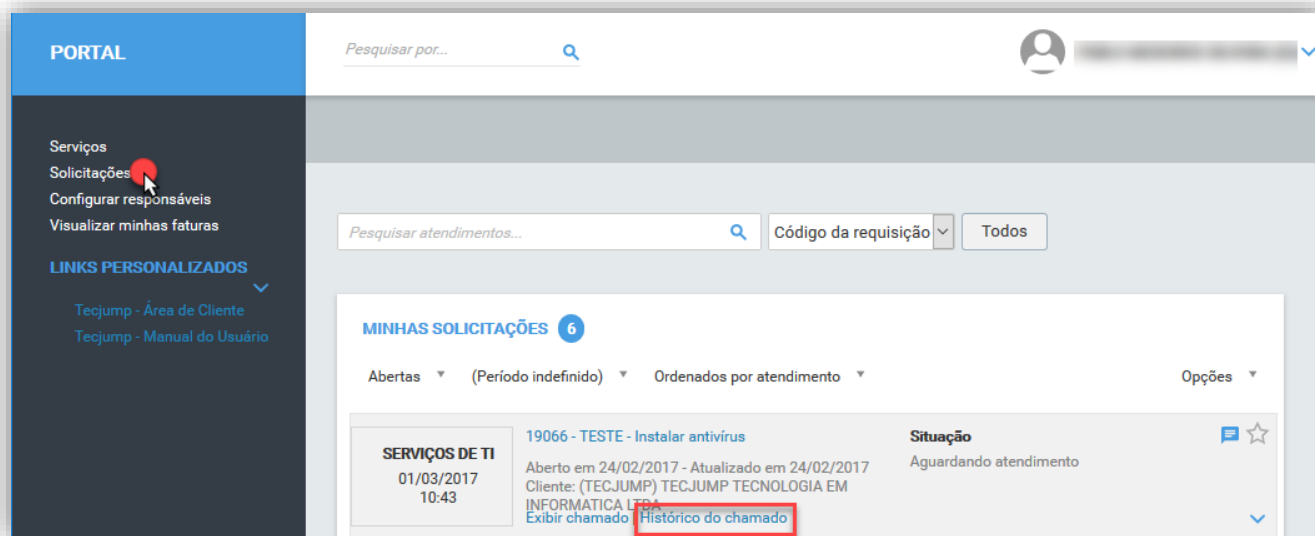 PORTAL
Pesquisar por...
Serviços
Solicitações
Configurar responsáveis
Visualizar minhas faturas
LINKS PERSONALIZADOS
Tecjump - Área de Cliente
Tecjump - Manual do Usuário
Pesquisar atendimentos...
Código da requisição
Todos
MINHAS SOLICITAÇÕES 6
Abertas (Período indefinido) Ordenados por atendimento Opções
SERVIÇOS DE TI
01/03/2017
10:43
19066 - TESTE - Instalar antivírus
Aberto em 24/02/2017 - Atualizado em 24/02/2017
Cliente: (TECJUMP) TECJUMP TECNOLOGIA EM
INFORMATICA LTDA
Exibir chamado | Histórico do chamado
Situação
Aguardando atendimento